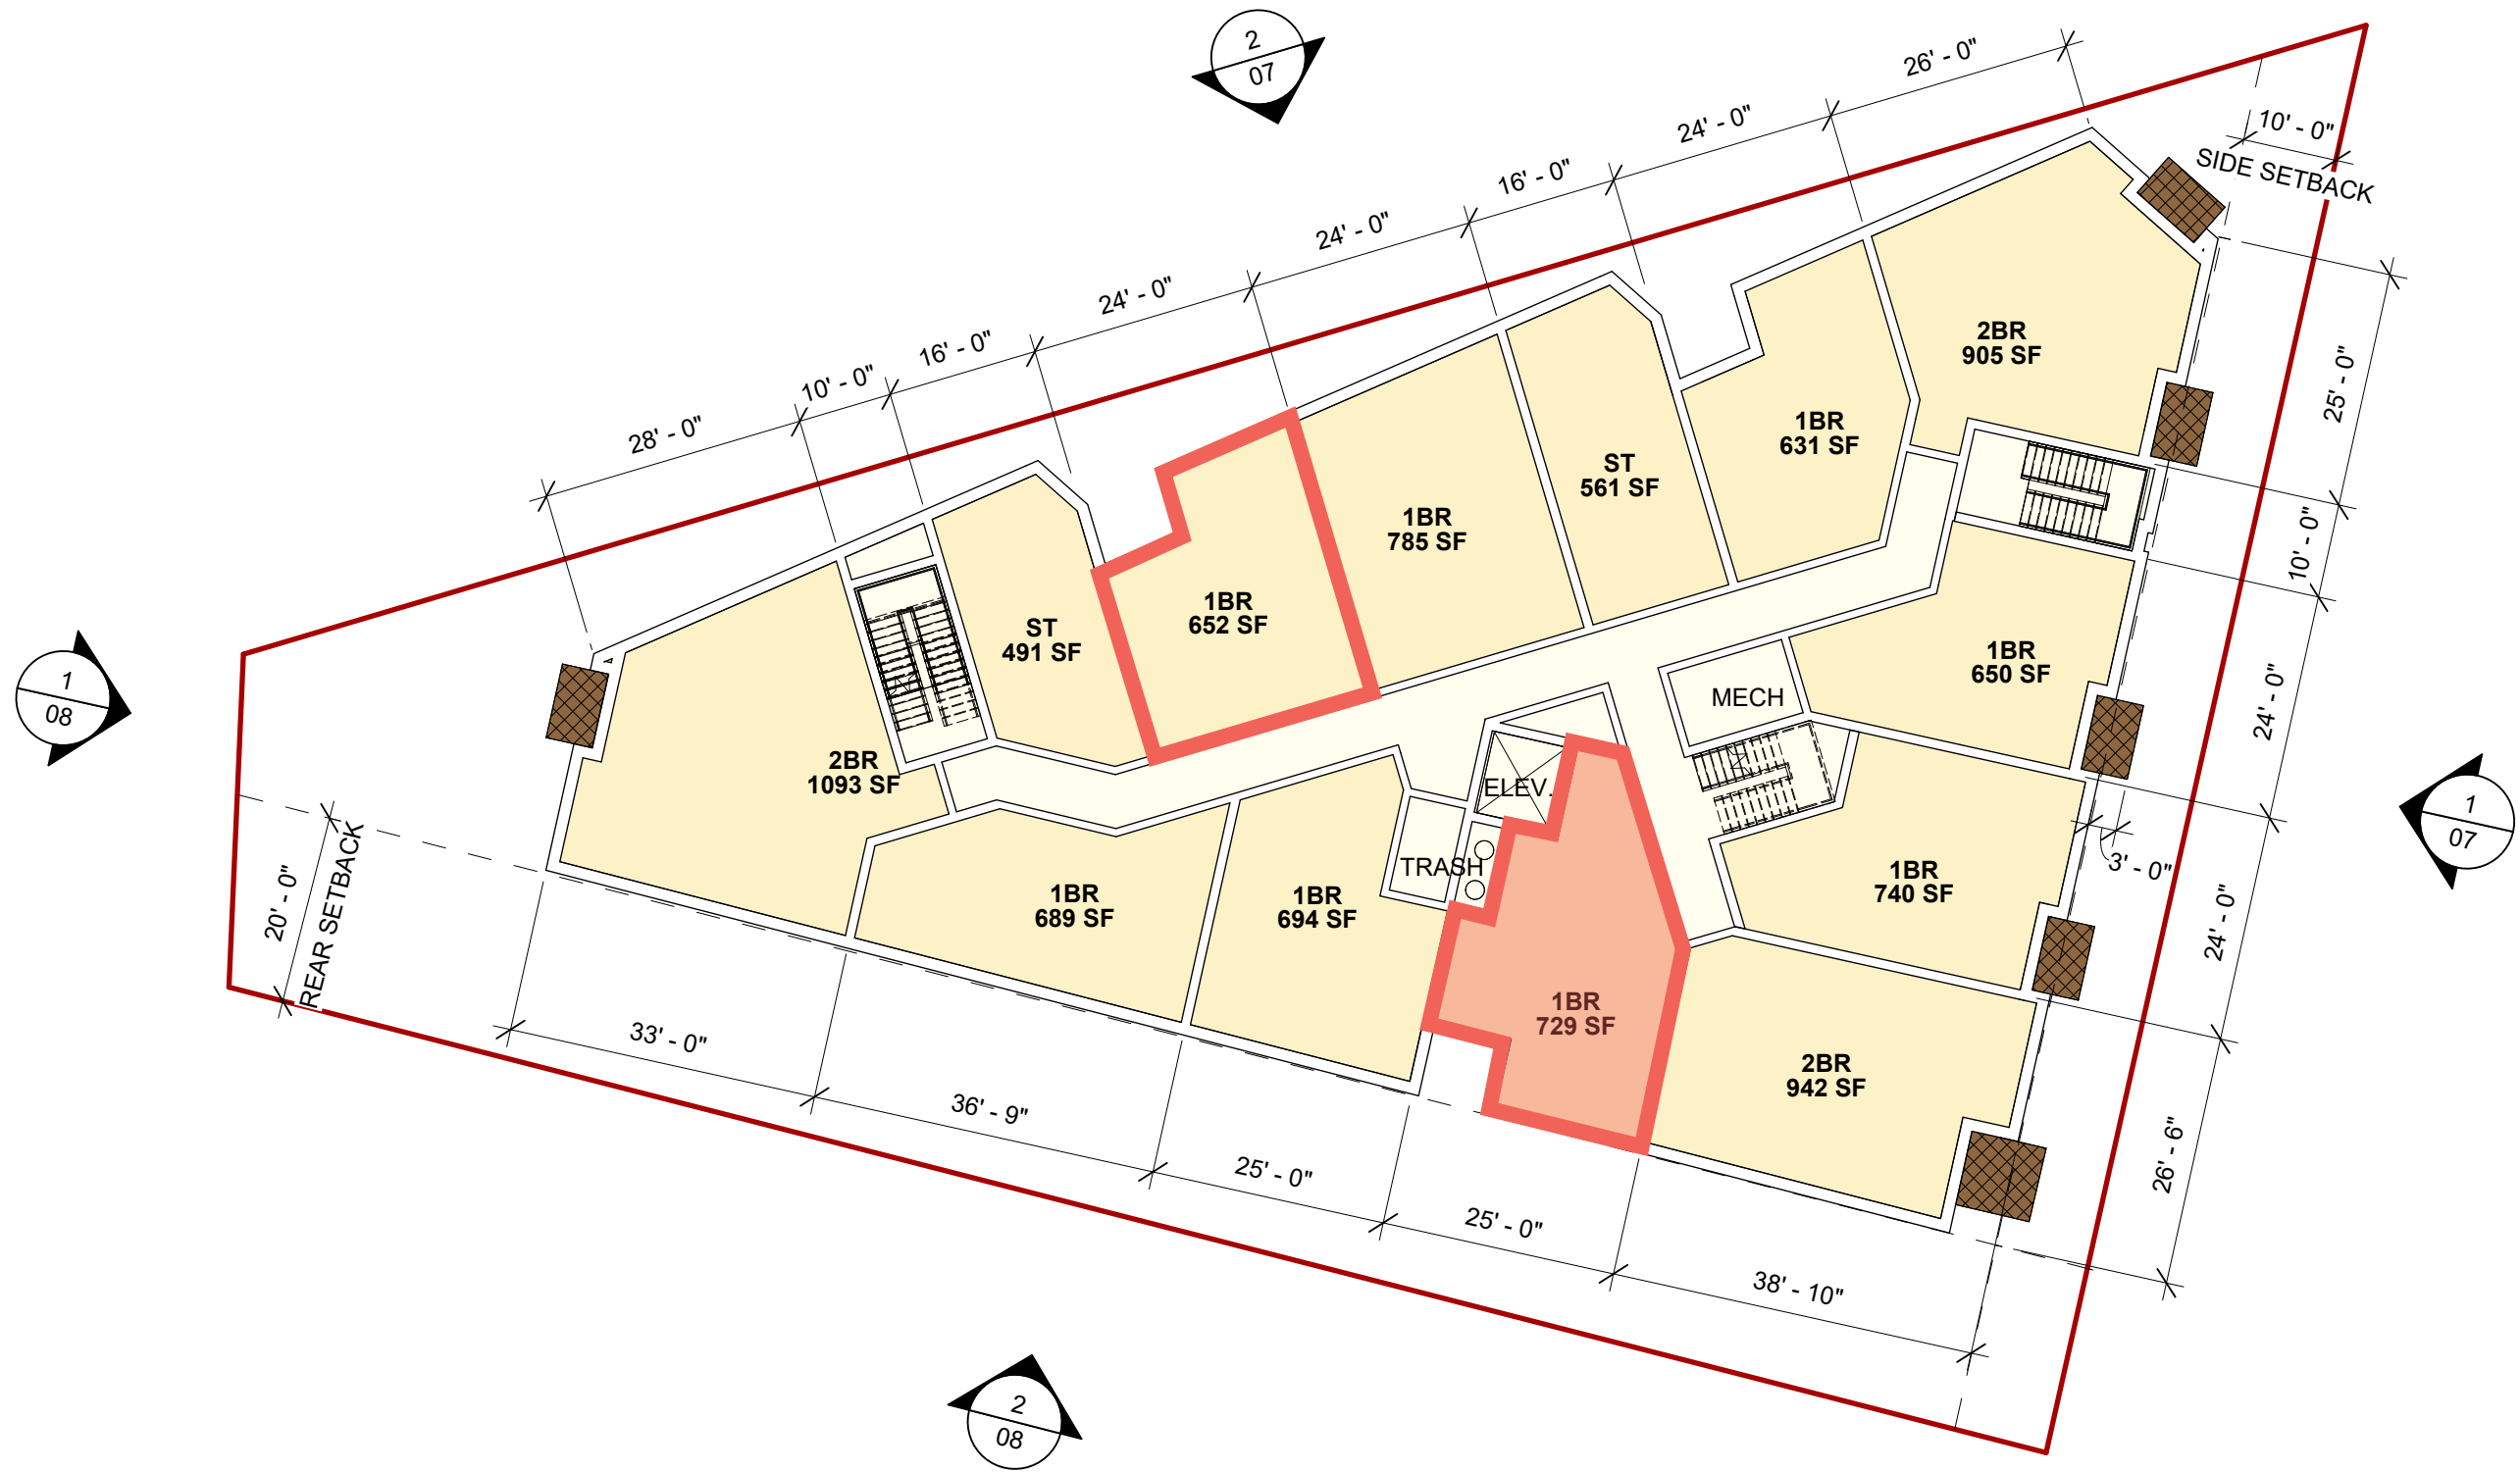 2
07
26' - 0"
24' - 0"
16' - 0"
24' - 0"
24' - 0"
16' - 0"
10' - 0"
28' - 0"
10' - 0"
SIDE SETBACK
25' - 0"
10' - 0"
24' - 0"
3' - 0"
24' - 0"
26' - 6"
1
07
1
08
20' - 0"
REAR SETBACK
2BR
905 SF
1BR
631 SF
ST
561 SF
1BR
785 SF
1BR
652 SF
ST
491 SF
2BR
1093 SF
1BR
650 SF
MECH
ELEV.
TRASH
1BR
740 SF
1BR
689 SF
1BR
694 SF
1BR
729 SF
2BR
942 SF
33' - 0"
36' - 9"
25' - 0"
25' - 0"
38' - 10"
2
08